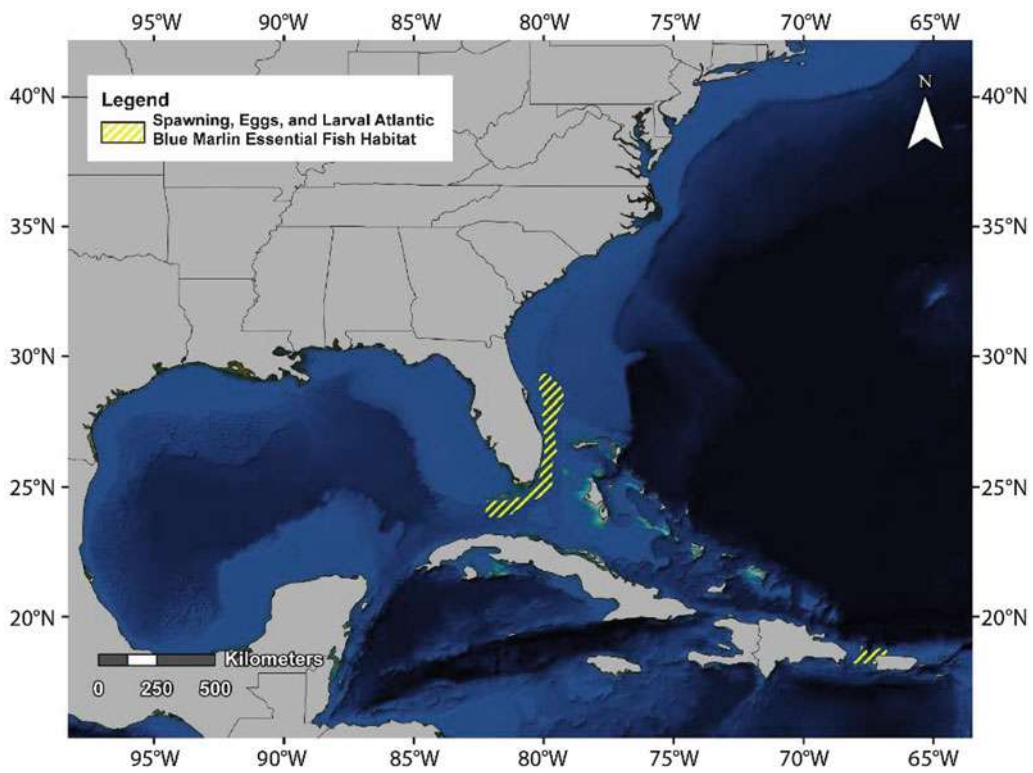 95°W 90°W 85°W 80°W 75°W 70°W 65°W
N
40°N 40°N
Legend
Spawning, Eggs, and Larval Atlantic
Blue Marlin Essential Fish Habitat
35°N 35°N
30°N 30°N
25°N 25°N
20°N 20°N
Kilometers
0 250 500
95°W 90°W 85°W 80°W 75°W 70°W 65°W